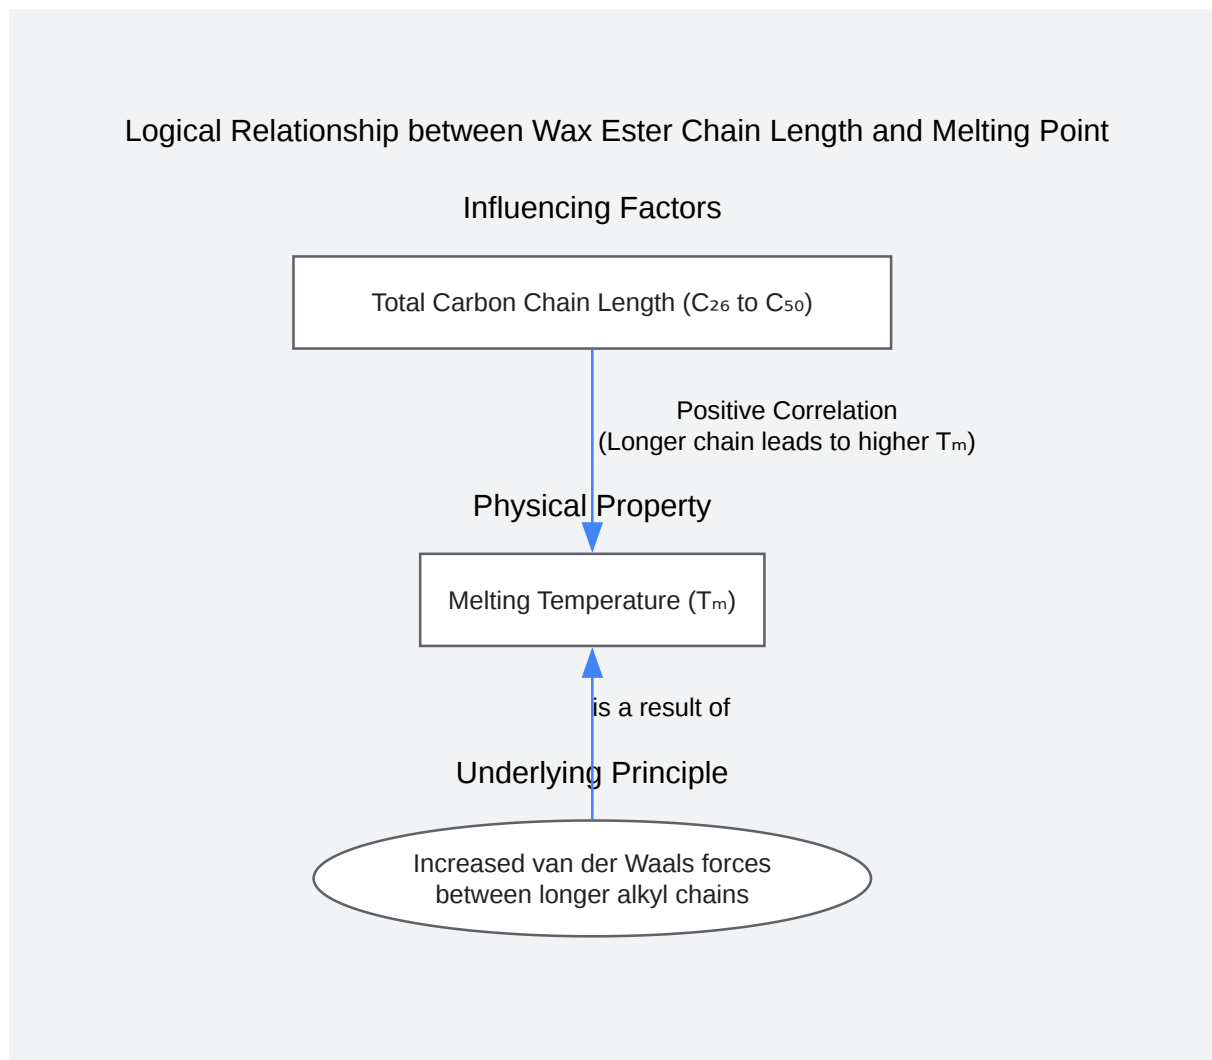 Logical Relationship between Wax Ester Chain Length and Melting Point
Influencing Factors
Total Carbon Chain Length (C₂₆ to C₅₀)
Positive Correlation
(Longer chain leads to higher Tₘ)
Physical Property
Melting Temperature (Tₘ)
is a result of
Underlying Principle
Increased van der Waals forces
between longer alkyl chains